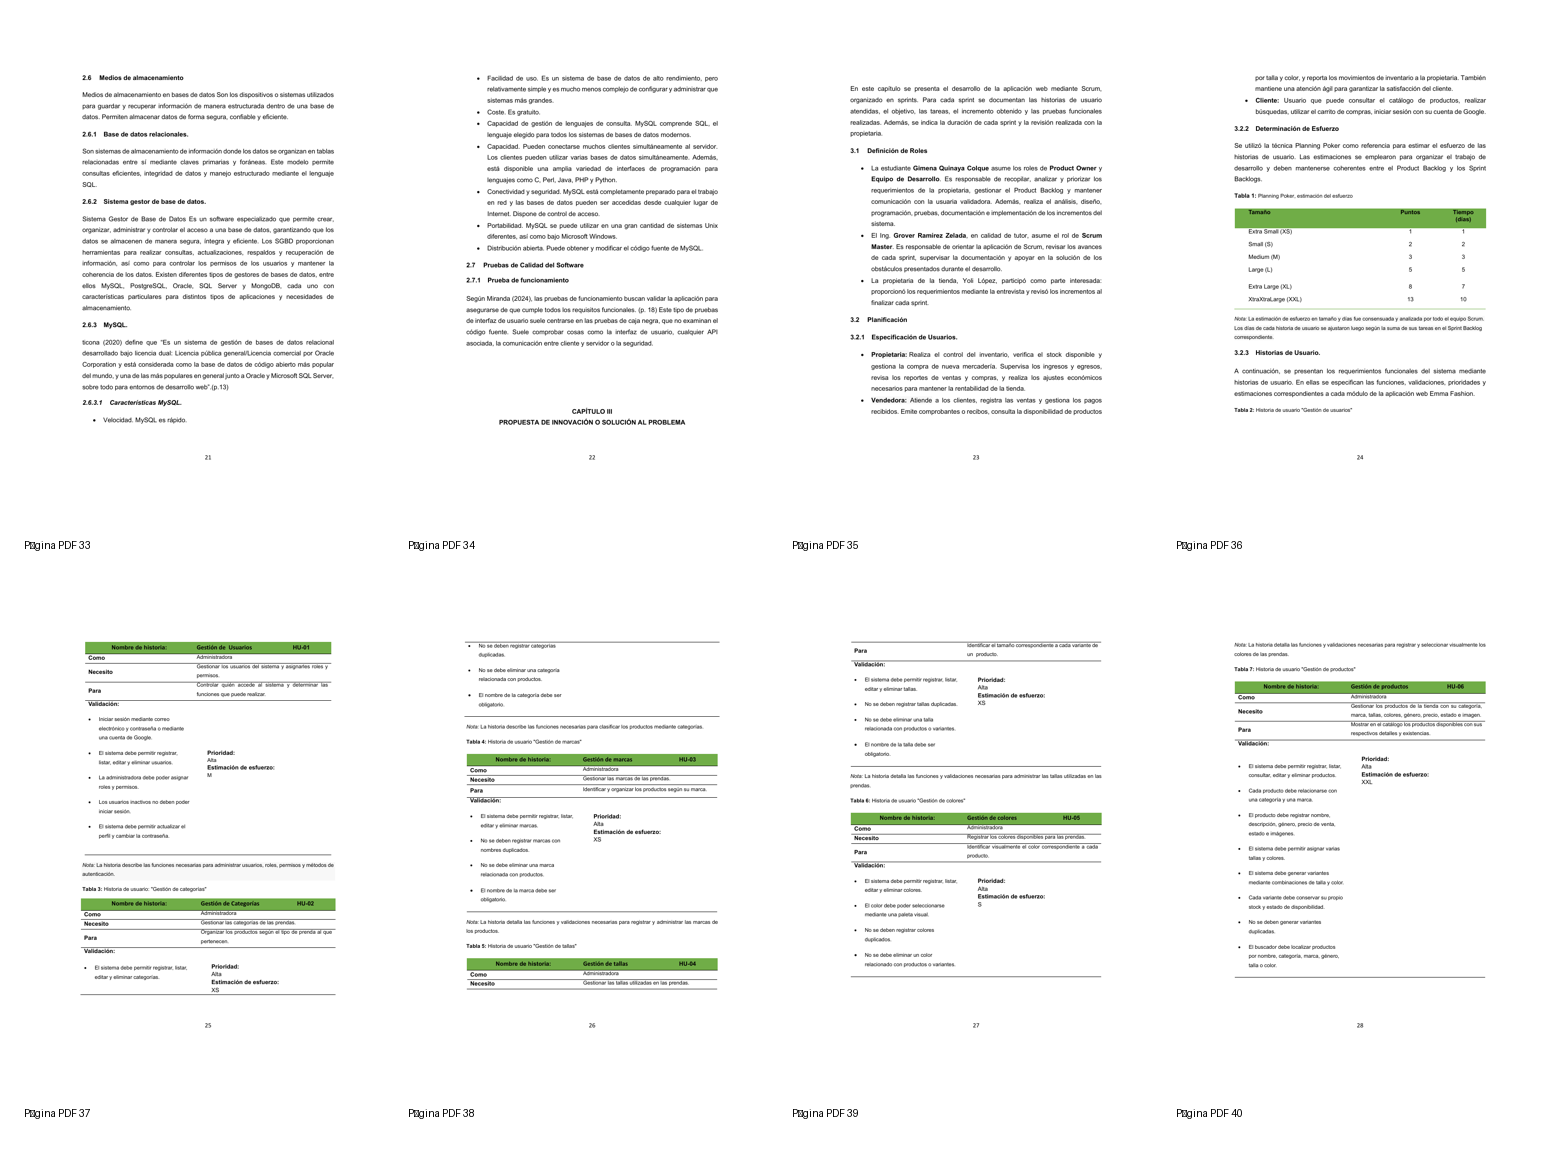 2.6 Medios de almacenamiento
Medios de almacenamiento en bases de datos Son los dispositivos o sistemas utilizados
para guardar y recuperar información de manera estructurada dentro de una base de
datos. Permiten almacenar datos de forma segura, confiable y eficiente.
2.6.1 Base de datos relacionales.
Son sistemas de almacenamiento de información donde los datos se organizan en tablas
relacionadas entre sí mediante claves primarias y foráneas. Este modelo permite
consultas eficientes, integridad de datos y manejo estructurado mediante el lenguaje
SQL.
2.6.2 Sistema gestor de base de datos.
Sistema Gestor de Base de Datos Es un software especializado que permite crear,
organizar, administrar y controlar el acceso a una base de datos, garantizando que los
datos se almacenen de manera segura, íntegra y eficiente. Los SGBD proporcionan
herramientas para realizar consultas, actualizaciones, respaldos y recuperación de
información, así como para controlar los permisos de los usuarios y mantener la
coherencia de los datos. Existen diferentes tipos de gestores de bases de datos, entre
ellos MySQL, PostgreSQL, Oracle, SQL Server y MongoDB, cada uno con
características particulares para distintos tipos de aplicaciones y necesidades de
almacenamiento.
2.6.3 MySQL.
ticona (2020) define que “Es un sistema de gestión de bases de datos relacional
desarrollado bajo licencia dual: Licencia pública general/Licencia comercial por Oracle
Corporation y está considerada como la base de datos de código abierto más popular
del mundo, y una de las más populares en general junto a Oracle y Microsoft SQL Server,
sobre todo para entornos de desarrollo web”.(p.13)
2.6.3.1 Características MySQL.
• Velocidad. MySQL es rápido.
21
Página PDF 33
• Facilidad de uso. Es un sistema de base de datos de alto rendimiento, pero
relativamente simple y es mucho menos complejo de configurar y administrar que
sistemas más grandes.
• Coste. Es gratuito.
• Capacidad de gestión de lenguajes de consulta. MySQL comprende SQL, el
lenguaje elegido para todos los sistemas de bases de datos modernos.
• Capacidad. Pueden conectarse muchos clientes simultáneamente al servidor.
Los clientes pueden utilizar varias bases de datos simultáneamente. Además,
está disponible una amplia variedad de interfaces de programación para
lenguajes como C, Perl, Java, PHP y Python.
• Conectividad y seguridad. MySQL está completamente preparado para el trabajo
en red y las bases de datos pueden ser accedidas desde cualquier lugar de
Internet. Dispone de control de acceso.
• Portabilidad. MySQL se puede utilizar en una gran cantidad de sistemas Unix
diferentes, así como bajo Microsoft Windows.
• Distribución abierta. Puede obtener y modificar el código fuente de MySQL.
2.7 Pruebas de Calidad del Software
2.7.1 Prueba de funcionamiento
Según Miranda (2024), las pruebas de funcionamiento buscan validar la aplicación para
asegurarse de que cumple todos los requisitos funcionales. (p. 18) Este tipo de pruebas
de interfaz de usuario suele centrarse en las pruebas de caja negra, que no examinan el
código fuente. Suele comprobar cosas como la interfaz de usuario, cualquier API
asociada, la comunicación entre cliente y servidor o la seguridad.
CAPÍTULO III
PROPUESTA DE INNOVACIÓN O SOLUCIÓN AL PROBLEMA
22
Página PDF 34
En este capítulo se presenta el desarrollo de la aplicación web mediante Scrum,
organizado en sprints. Para cada sprint se documentan las historias de usuario
atendidas, el objetivo, las tareas, el incremento obtenido y las pruebas funcionales
realizadas. Además, se indica la duración de cada sprint y la revisión realizada con la
propietaria.
3.1 Definición de Roles
• La estudiante Gimena Quinaya Colque asume los roles de Product Owner y
Equipo de Desarrollo. Es responsable de recopilar, analizar y priorizar los
requerimientos de la propietaria, gestionar el Product Backlog y mantener
comunicación con la usuaria validadora. Además, realiza el análisis, diseño,
programación, pruebas, documentación e implementación de los incrementos del
sistema.
• El Ing. Grover Ramirez Zelada, en calidad de tutor, asume el rol de Scrum
Master. Es responsable de orientar la aplicación de Scrum, revisar los avances
de cada sprint, supervisar la documentación y apoyar en la solución de los
obstáculos presentados durante el desarrollo.
• La propietaria de la tienda, Yoli López, participó como parte interesada:
proporcionó los requerimientos mediante la entrevista y revisó los incrementos al
finalizar cada sprint.
3.2 Planificación
3.2.1 Especificación de Usuarios.
• Propietaria: Realiza el control del inventario, verifica el stock disponible y
gestiona la compra de nueva mercadería. Supervisa los ingresos y egresos,
revisa los reportes de ventas y compras, y realiza los ajustes económicos
necesarios para mantener la rentabilidad de la tienda.
• Vendedora: Atiende a los clientes, registra las ventas y gestiona los pagos
recibidos. Emite comprobantes o recibos, consulta la disponibilidad de productos
23
Página PDF 35
por talla y color, y reporta los movimientos de inventario a la propietaria. También
mantiene una atención ágil para garantizar la satisfacción del cliente.
• Cliente: Usuario que puede consultar el catálogo de productos, realizar
búsquedas, utilizar el carrito de compras, iniciar sesión con su cuenta de Google.
3.2.2 Determinación de Esfuerzo
Se utilizó la técnica Planning Poker como referencia para estimar el esfuerzo de las
historias de usuario. Las estimaciones se emplearon para organizar el trabajo de
desarrollo y deben mantenerse coherentes entre el Product Backlog y los Sprint
Backlogs.
Tabla 1: Planning Poker, estimación del esfuerzo
Tamaño Puntos Tiempo
(días)
Extra Small (XS) 1 1
Small (S) 2 2
Medium (M) 3 3
Large (L) 5 5
Extra Large (XL) 8 7
XtraXtraLarge (XXL) 13 10
Nota: La estimación de esfuerzo en tamaño y días fue consensuada y analizada por todo el equipo Scrum.
Los días de cada historia de usuario se ajustaron luego según la suma de sus tareas en el Sprint Backlog
correspondiente.
3.2.3 Historias de Usuario.
A continuación, se presentan los requerimientos funcionales del sistema mediante
historias de usuario. En ellas se especifican las funciones, validaciones, prioridades y
estimaciones correspondientes a cada módulo de la aplicación web Emma Fashion.
Tabla 2: Historia de usuario "Gestión de usuarios"
24
Página PDF 36
Nombre de historia: Gestión de Usuarios HU-01
Como Administradora
Necesito Gestionar los usuarios del sistema y asignarles roles y
permisos.
Para Controlar quién accede al sistema y determinar las
funciones que puede realizar.
Validación:
• Iniciar sesión mediante correo
electrónico y contraseña o mediante
una cuenta de Google.
• El sistema debe permitir registrar,
listar, editar y eliminar usuarios.
• La administradora debe poder asignar
roles y permisos.
• Los usuarios inactivos no deben poder
iniciar sesión.
• El sistema debe permitir actualizar el
perfil y cambiar la contraseña.
Prioridad:
Alta
Estimación de esfuerzo:
M
Nota: La historia describe las funciones necesarias para administrar usuarios, roles, permisos y métodos de
autenticación.
Tabla 3: Historia de usuario: "Gestión de categorías"
Nombre de historia: Gestión de Categorías HU-02
Como Administradora
Necesito Gestionar las categorías de las prendas.
Para Organizar los productos según el tipo de prenda al que
pertenecen.
Validación:
• El sistema debe permitir registrar, listar,
editar y eliminar categorías.
Prioridad:
Alta
Estimación de esfuerzo:
XS
25
Página PDF 37
• No se deben registrar categorías
duplicadas.
• No se debe eliminar una categoría
relacionada con productos.
• El nombre de la categoría debe ser
obligatorio.
Nota: La historia describe las funciones necesarias para clasificar los productos mediante categorías.
Tabla 4: Historia de usuario "Gestión de marcas"
Nombre de historia: Gestión de marcas HU-03
Como Administradora
Necesito Gestionar las marcas de las prendas.
Para Identificar y organizar los productos según su marca.
Validación:
• El sistema debe permitir registrar, listar,
editar y eliminar marcas.
• No se deben registrar marcas con
nombres duplicados.
• No se debe eliminar una marca
relacionada con productos.
• El nombre de la marca debe ser
obligatorio.
Prioridad:
Alta
Estimación de esfuerzo:
XS
Nota: La historia detalla las funciones y validaciones necesarias para registrar y administrar las marcas de
los productos.
Tabla 5: Historia de usuario "Gestión de tallas"
Nombre de historia: Gestión de tallas HU-04
Como Administradora
Necesito Gestionar las tallas utilizadas en las prendas.
26
Página PDF 38
Para Identificar el tamaño correspondiente a cada variante de
un producto.
Validación:
• El sistema debe permitir registrar, listar,
editar y eliminar tallas.
• No se deben registrar tallas duplicadas.
• No se debe eliminar una talla
relacionada con productos o variantes.
• El nombre de la talla debe ser
obligatorio.
Prioridad:
Alta
Estimación de esfuerzo:
XS
Nota: La historia detalla las funciones y validaciones necesarias para administrar las tallas utilizadas en las
prendas.
Tabla 6: Historia de usuario "Gestión de colores"
Nombre de historia: Gestión de colores HU-05
Como Administradora
Necesito Registrar los colores disponibles para las prendas.
Para Identificar visualmente el color correspondiente a cada
producto.
Validación:
• El sistema debe permitir registrar, listar,
editar y eliminar colores.
• El color debe poder seleccionarse
mediante una paleta visual.
• No se deben registrar colores
duplicados.
• No se debe eliminar un color
relacionado con productos o variantes.
Prioridad:
Alta
Estimación de esfuerzo:
S
27
Página PDF 39
Nota: La historia detalla las funciones y validaciones necesarias para registrar y seleccionar visualmente los
colores de las prendas.
Tabla 7: Historia de usuario "Gestión de productos"
Nombre de historia: Gestión de productos HU-06
Como Administradora
Necesito Gestionar los productos de la tienda con su categoría,
marca, tallas, colores, género, precio, estado e imagen.
Para Mostrar en el catálogo los productos disponibles con sus
respectivos detalles y existencias.
Validación:
• El sistema debe permitir registrar, listar,
consultar, editar y eliminar productos.
• Cada producto debe relacionarse con
una categoría y una marca.
• El producto debe registrar nombre,
descripción, género, precio de venta,
estado e imágenes.
• El sistema debe permitir asignar varias
tallas y colores.
• El sistema debe generar variantes
mediante combinaciones de talla y color.
• Cada variante debe conservar su propio
stock y estado de disponibilidad.
• No se deben generar variantes
duplicadas.
• El buscador debe localizar productos
por nombre, categoría, marca, género,
talla o color.
Prioridad:
Alta
Estimación de esfuerzo:
XXL
28
Página PDF 40